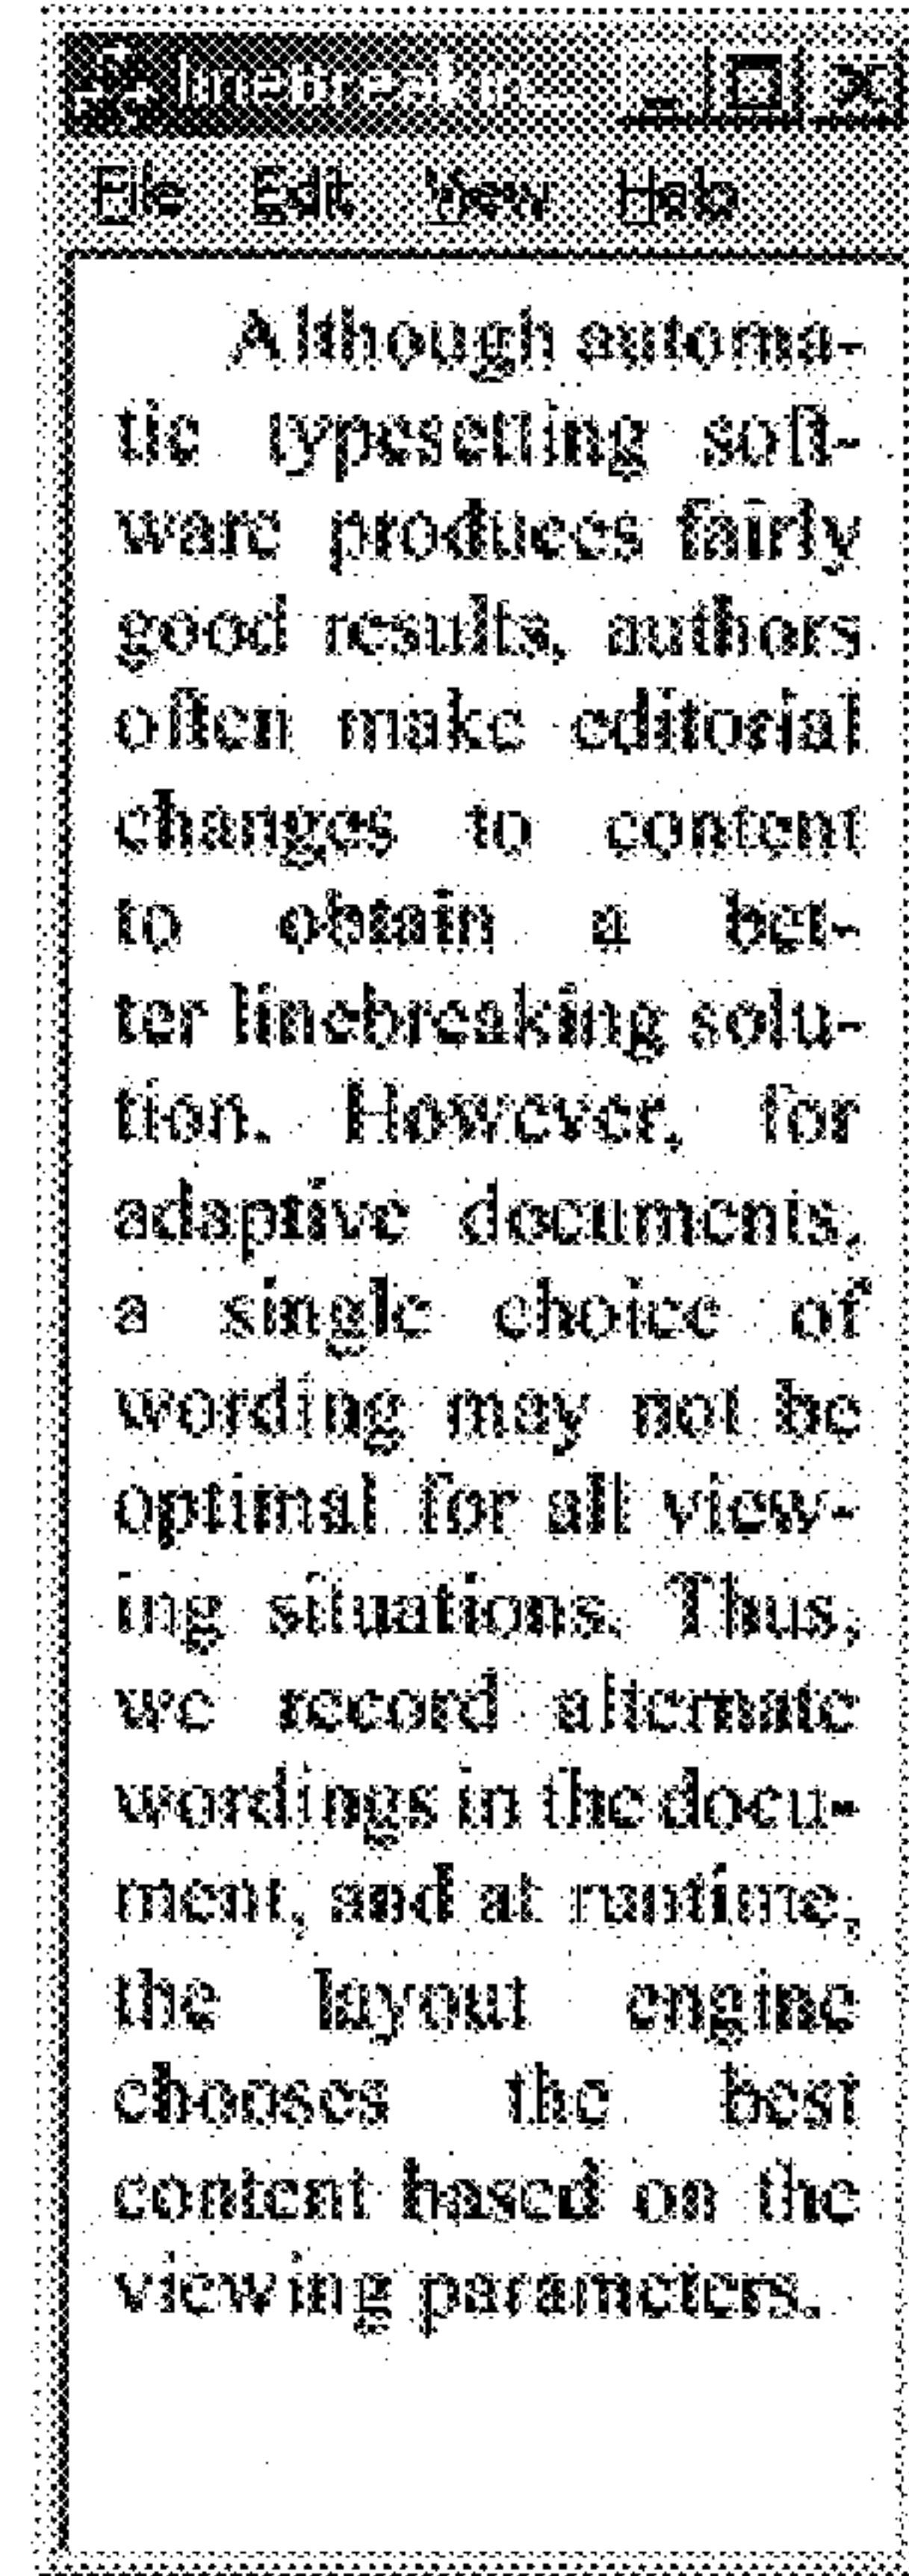 linebreakin...
File Edit View Help
Although automa-
tic typesetting soft-
ware produces fairly
good results, authors
often make editorial
changes to content
to obtain a bet-
ter linebreaking solu-
tion. However, for
adaptive documents,
a single choice of
wording may not be
optimal for all view-
ing situations. Thus,
we record alternate
wordings in the docu-
ment, and at runtime,
the layout engine
chooses the best
content based on the
viewing parameters.